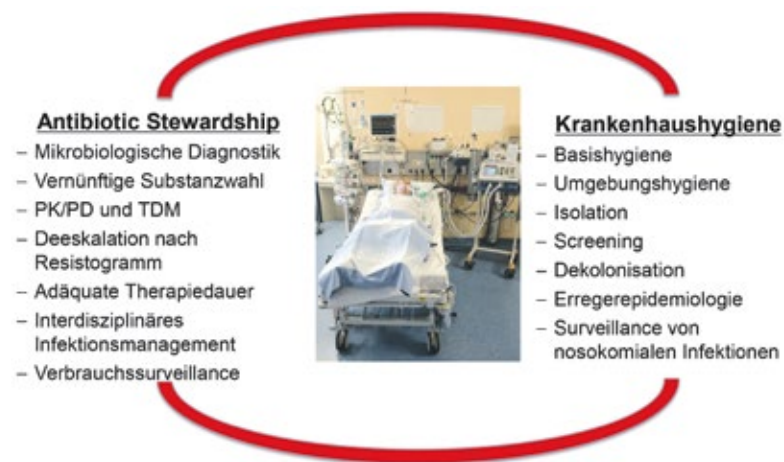 Antibiotic Stewardship
– Mikrobiologische Diagnostik
– Vernünftige Substanzwahl
– PK/PD und TDM
– Deeskalation nach
Resistogramm
– Adäquate Therapiedauer
– Interdisziplinäres
Infektionsmanagement
– Verbrauchssurveillance
Krankenhaushygiene
– Basishygiene
– Umgebungshygiene
– Isolation
– Screening
– Dekolonisation
– Erregerepidemiologie
– Surveillance von
nosokomialen Infektionen